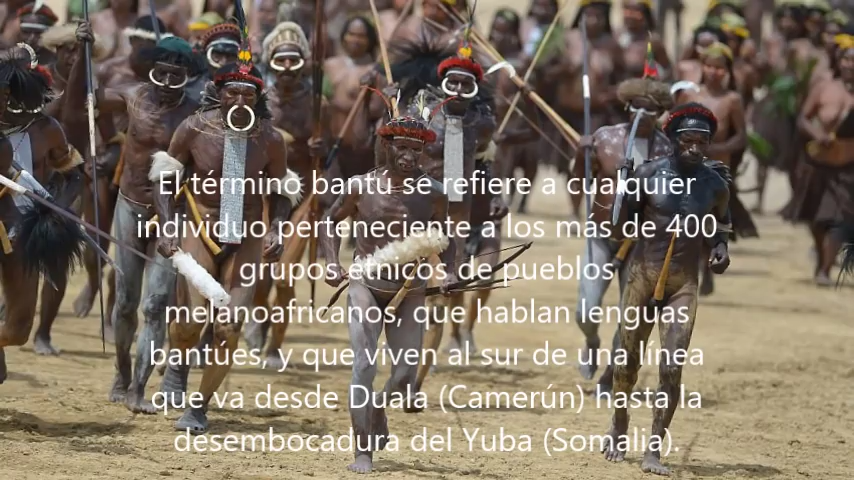 El término bantú se refiere a cualquier
individuo perteneciente a los más de 400
grupos étnicos de pueblos
melanoafricanos, que hablan lenguas
bantúes, y que viven al sur de una línea
que va desde Duala (Camerún) hasta la
desembocadura del Yuba (Somalia).